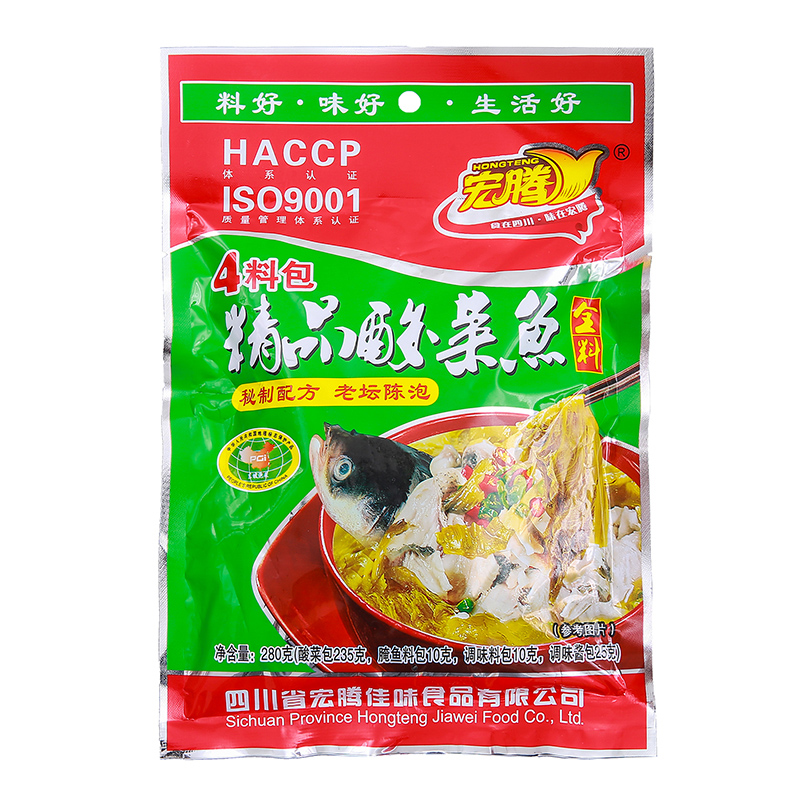 料好·味好 ·生活好
HACCP
体系认证
ISO9001
质量管理体系认证
HONGTENG
宏腾
®
食在四川·味在宏腾
4料包
精品酸菜鱼
全料
秘制配方 老坛陈泡
PGI
PEOPLE'S REPUBLIC OF CHINA
(参考图片)
净含量：280克(酸菜包235克，腌鱼料包10克，调味料包10克，调味酱包25克)
四川省宏腾佳味食品有限公司
Sichuan Province Hongteng Jiawei Food Co., Ltd.